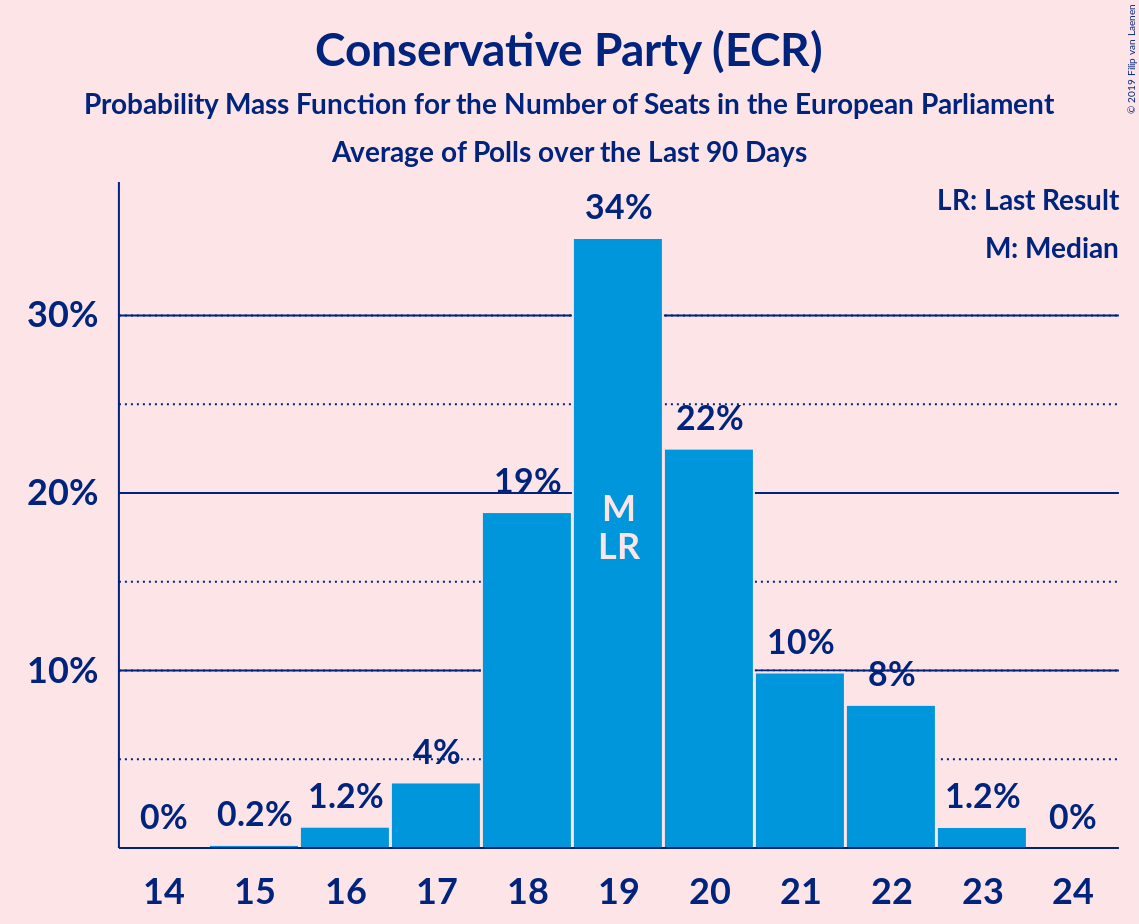 Conservative Party (ECR)
Probability Mass Function for the Number of Seats in the European Parliament
Average of Polls over the Last 90 Days
© 2019 Filip van Laenen
LR: Last Result
M: Median
30%
20%
10%
0%
0.2%
1.2%
4%
19%
34%
22%
10%
8%
1.2%
0%
M
LR
14 15 16 17 18 19 20 21 22 23 24